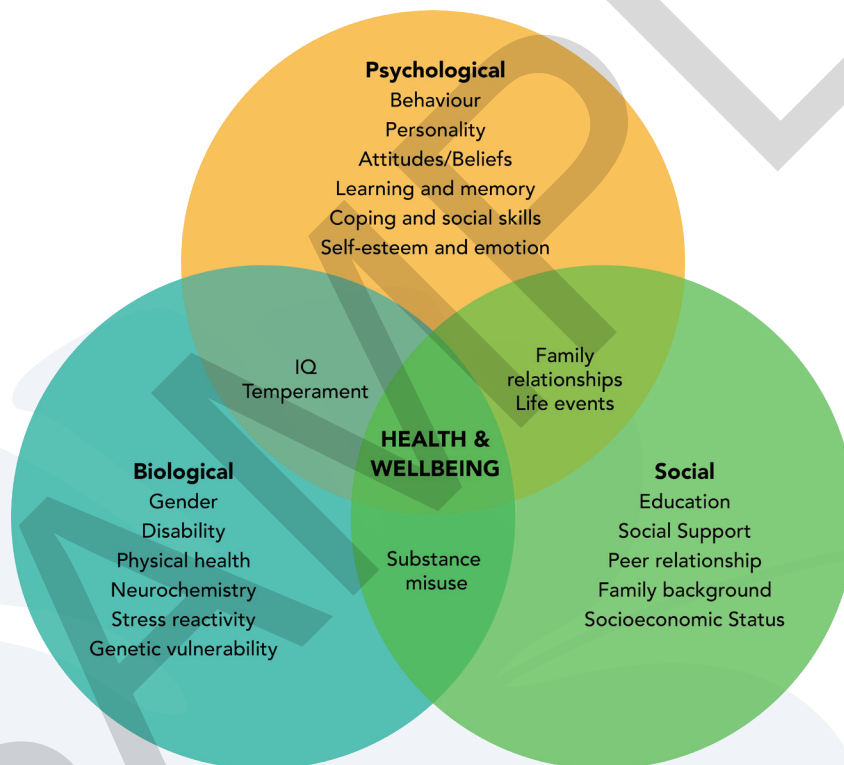 Psychological
Behaviour
Personality
Attitudes/Beliefs
Learning and memory
Coping and social skills
Self-esteem and emotion
IQ
Temperament
Family
relationships
Life events
HEALTH &
WELLBEING
Biological
Gender
Disability
Physical health
Neurochemistry
Stress reactivity
Genetic vulnerability
Substance
misuse
Social
Education
Social Support
Peer relationship
Family background
Socioeconomic Status